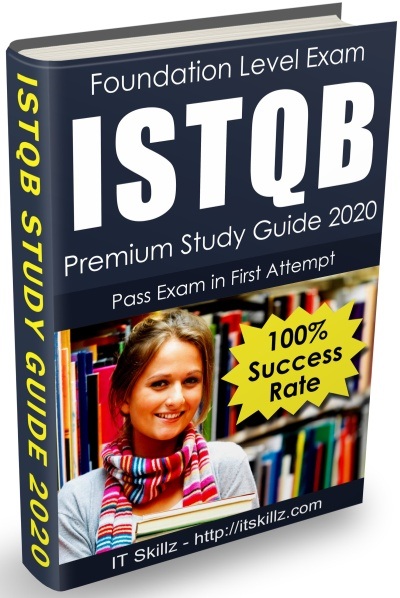 Foundation Level Exam
ISTQB
Premium Study Guide 2020
Pass Exam in First Attempt
100%
Success
Rate
IT Skillz - http://itskillz.com
ISTQB STUDY GUIDE 2020